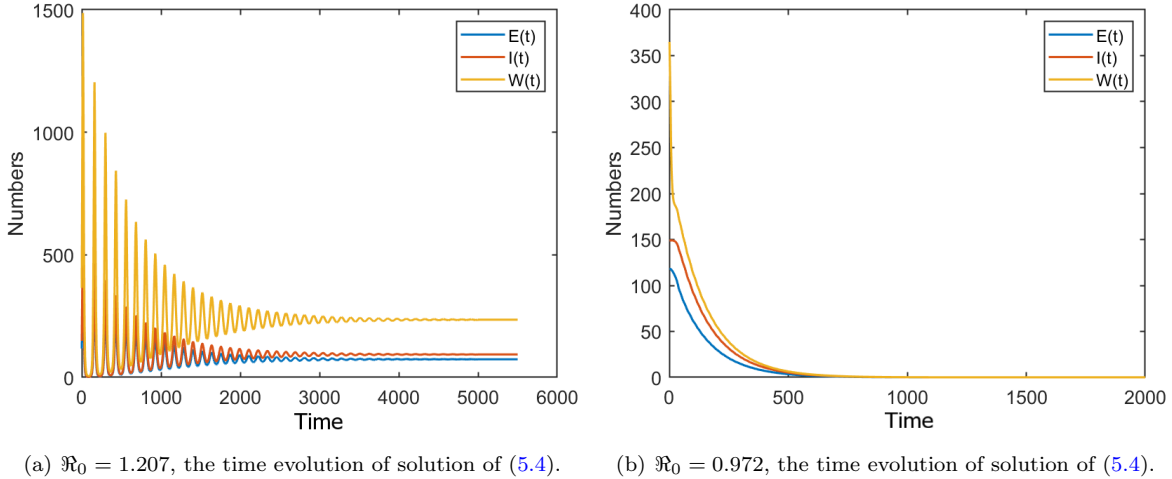 1500
1000
500
0
0 1000 2000 3000 4000 5000 6000
Numbers
Time
E(t)
I(t)
W(t)
400
350
300
250
200
150
100
50
0
0 500 1000 1500 2000
Numbers
Time
E(t)
I(t)
W(t)
(a) ℜ₀ = 1.207, the time evolution of solution of (5.4).
(b) ℜ₀ = 0.972, the time evolution of solution of (5.4).